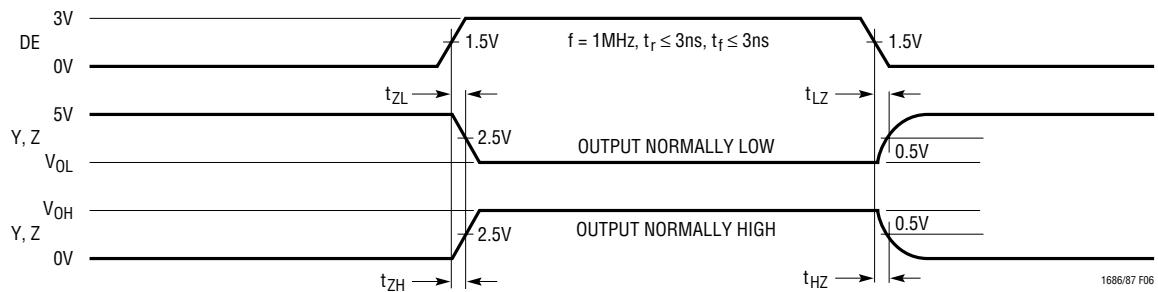 3V
DE
0V
1.5V
f = 1MHz, tr ≤ 3ns, tf ≤ 3ns
1.5V
tZL
tLZ
5V
Y, Z
VOL
2.5V
OUTPUT NORMALLY LOW
0.5V
VOH
Y, Z
0V
2.5V
OUTPUT NORMALLY HIGH
0.5V
tZH
tHZ
1686/87 F06